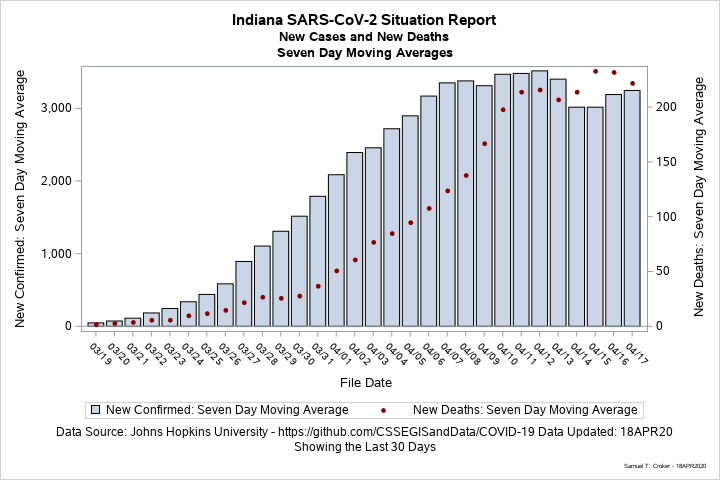 Indiana SARS-CoV-2 Situation Report
New Cases and New Deaths
Seven Day Moving Averages
New Confirmed: Seven Day Moving Average
3,000
2,000
1,000
0
200
150
100
50
0
New Deaths: Seven Day Moving Average
03/19 03/20 03/21 03/22 03/23 03/24 03/25 03/26 03/27 03/28 03/29 03/30 03/31 04/01 04/02 04/03 04/04 04/05 04/06 04/07 04/08 04/09 04/10 04/11 04/12 04/13 04/14 04/15 04/16 04/17
File Date
New Confirmed: Seven Day Moving Average New Deaths: Seven Day Moving Average
Data Source: Johns Hopkins University - https://github.com/CSSEGISandData/COVID-19 Data Updated: 18APR20
Showing the Last 30 Days
Samuel T. Croker - 18APR2020